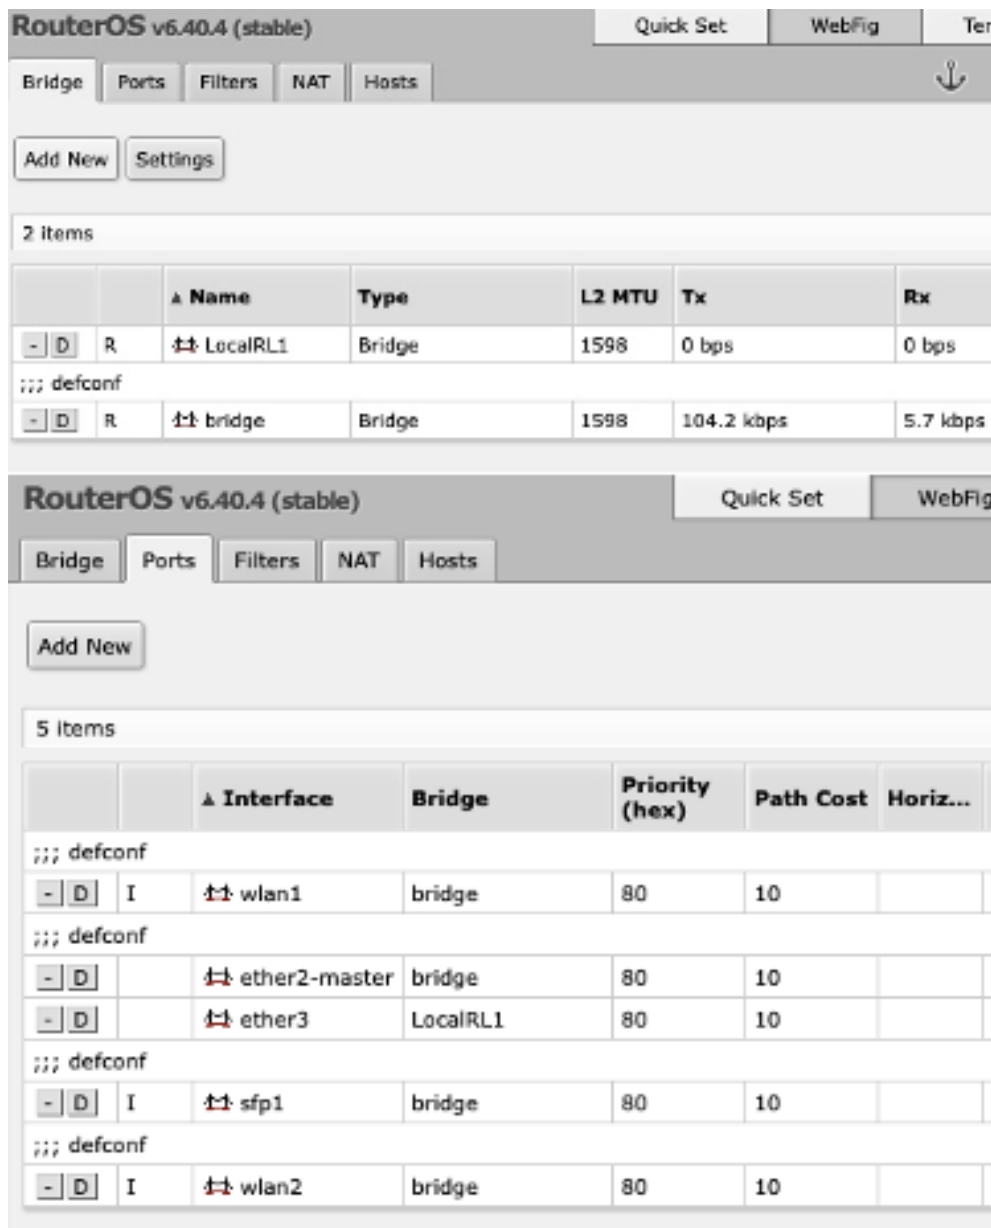 RouterOS v6.40.4 (stable) Quick Set WebFig Ter
Bridge Ports Filters NAT Hosts
Add New Settings
2 items
▲ Name Type L2 MTU Tx Rx
- D R LocalRL1 Bridge 1598 0 bps 0 bps
;;; defconf
- D R bridge Bridge 1598 104.2 kbps 5.7 kbps
RouterOS v6.40.4 (stable) Quick Set WebFig
Bridge Ports Filters NAT Hosts
Add New
5 items
▲ Interface Bridge Priority (hex) Path Cost Horiz...
;;; defconf
- D I wlan1 bridge 80 10
;;; defconf
- D ether2-master bridge 80 10
- D ether3 LocalRL1 80 10
;;; defconf
- D I sfp1 bridge 80 10
;;; defconf
- D I wlan2 bridge 80 10